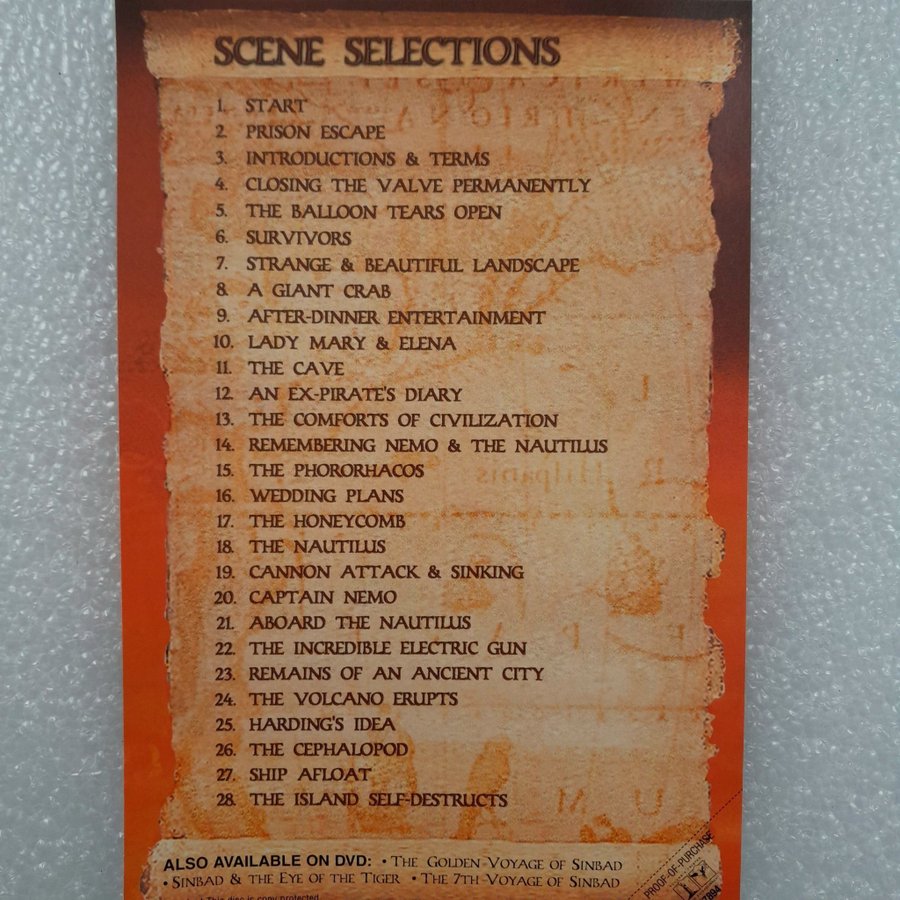 SCENE SELECTIONS
1. START
2. PRISON ESCAPE
3. INTRODUCTIONS & TERMS
4. CLOSING THE VALVE PERMANENTLY
5. THE BALLOON TEARS OPEN
6. SURVIVORS
7. STRANGE & BEAUTIFUL LANDSCAPE
8. A GIANT CRAB
9. AFTER-DINNER ENTERTAINMENT
10. LADY MARY & ELENA
11. THE CAVE
12. AN EX-PIRATE'S DIARY
13. THE COMFORTS OF CIVILIZATION
14. REMEMBERING NEMO & THE NAUTILUS
15. THE PHORORHACOS
16. WEDDING PLANS
17. THE HONEYCOMB
18. THE NAUTILUS
19. CANNON ATTACK & SINKING
20. CAPTAIN NEMO
21. ABOARD THE NAUTILUS
22. THE INCREDIBLE ELECTRIC GUN
23. REMAINS OF AN ANCIENT CITY
24. THE VOLCANO ERUPTS
25. HARDING'S IDEA
26. THE CEPHALOPOD
27. SHIP AFLOAT
28. THE ISLAND SELF-DESTRUCTS
ALSO AVAILABLE ON DVD: • THE GOLDEN VOYAGE OF SINBAD
• SINBAD & THE EYE OF THE TIGER • THE 7TH VOYAGE OF SINBAD
This disc is copy protected
PROOF-OF-PURCHASE